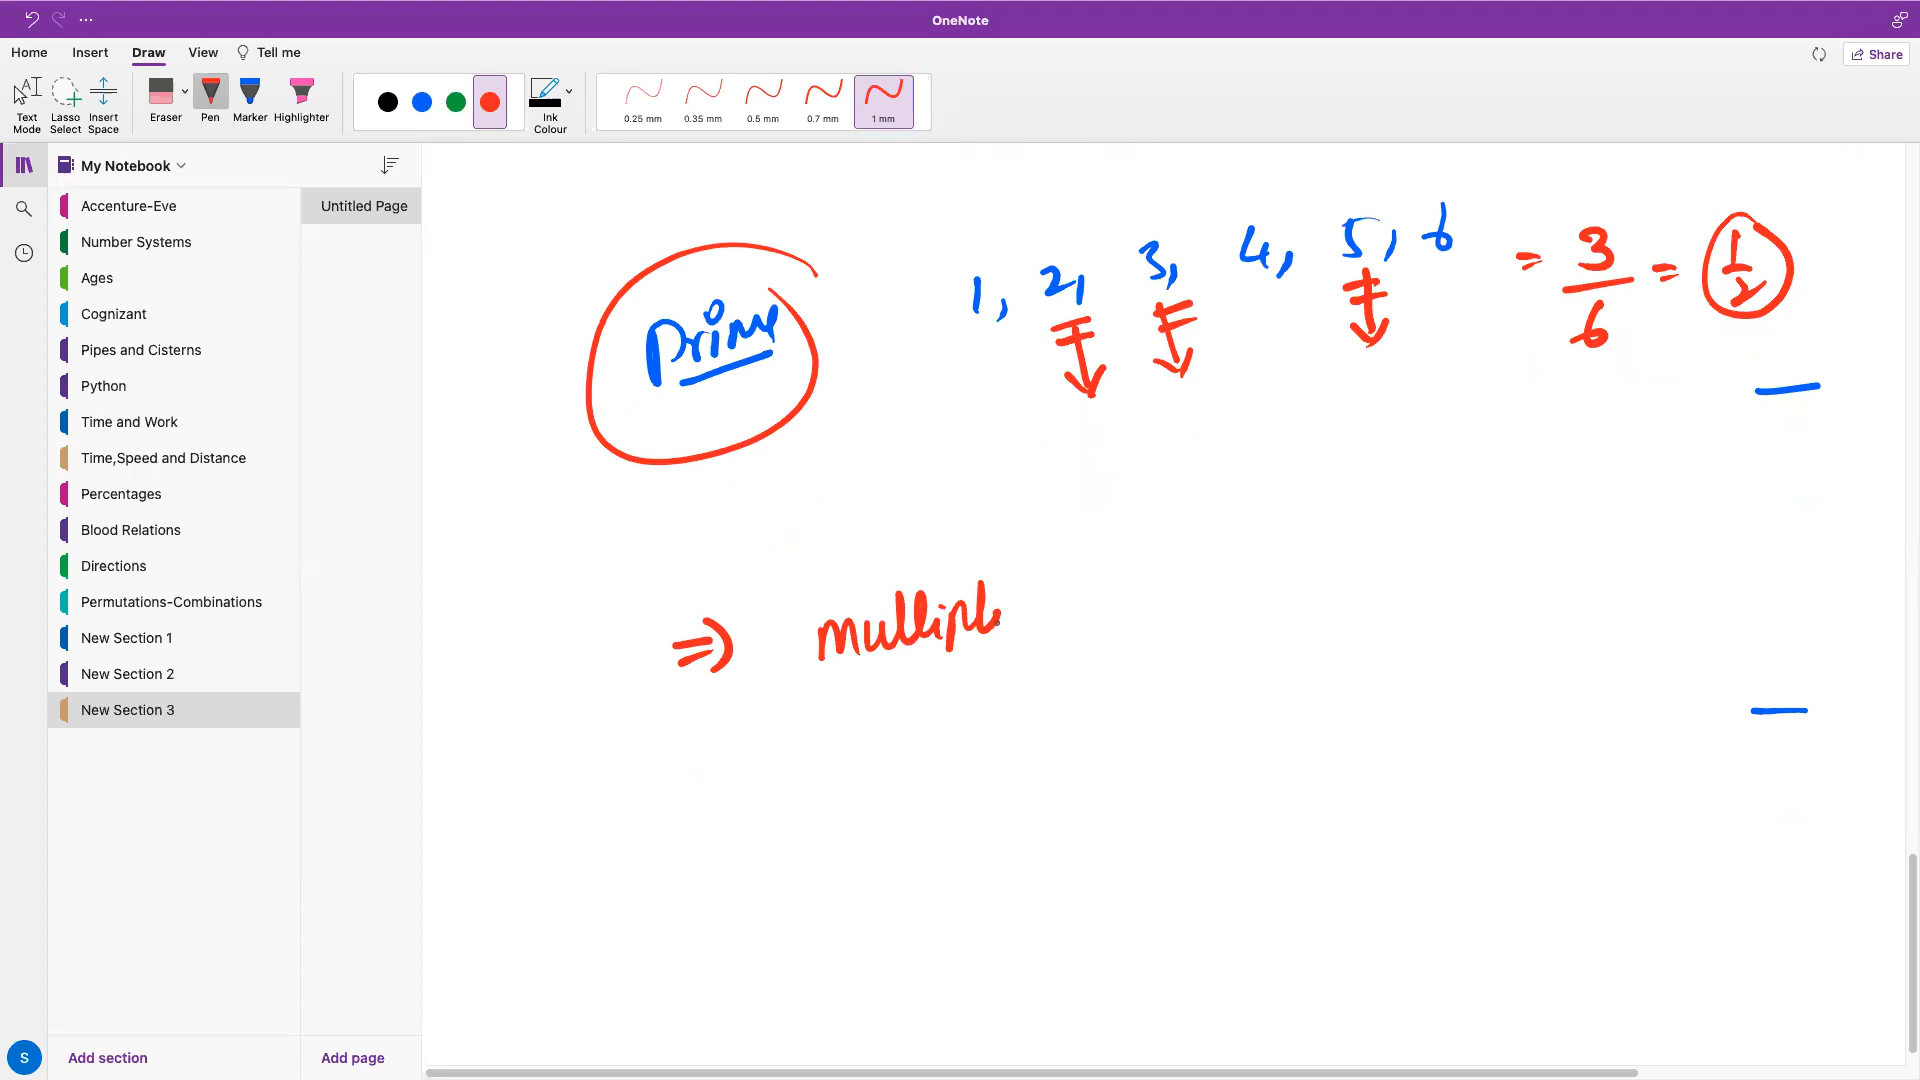 OneNote
Home Insert Draw View Tell me
Share
Text Mode
Lasso Select
Insert Space
Eraser
Pen
Marker
Highlighter
Ink Colour
0.25 mm
0.35 mm
0.5 mm
0.7 mm
1 mm
My Notebook
Accenture-Eve
Number Systems
Ages
Cognizant
Pipes and Cisterns
Python
Time and Work
Time,Speed and Distance
Percentages
Blood Relations
Directions
Permutations-Combinations
New Section 1
New Section 2
New Section 3
Untitled Page
Prime
1, 2, 3, 4, 5, 6 = 3/6 = 1/2
⇒ multiple
S
Add section
Add page